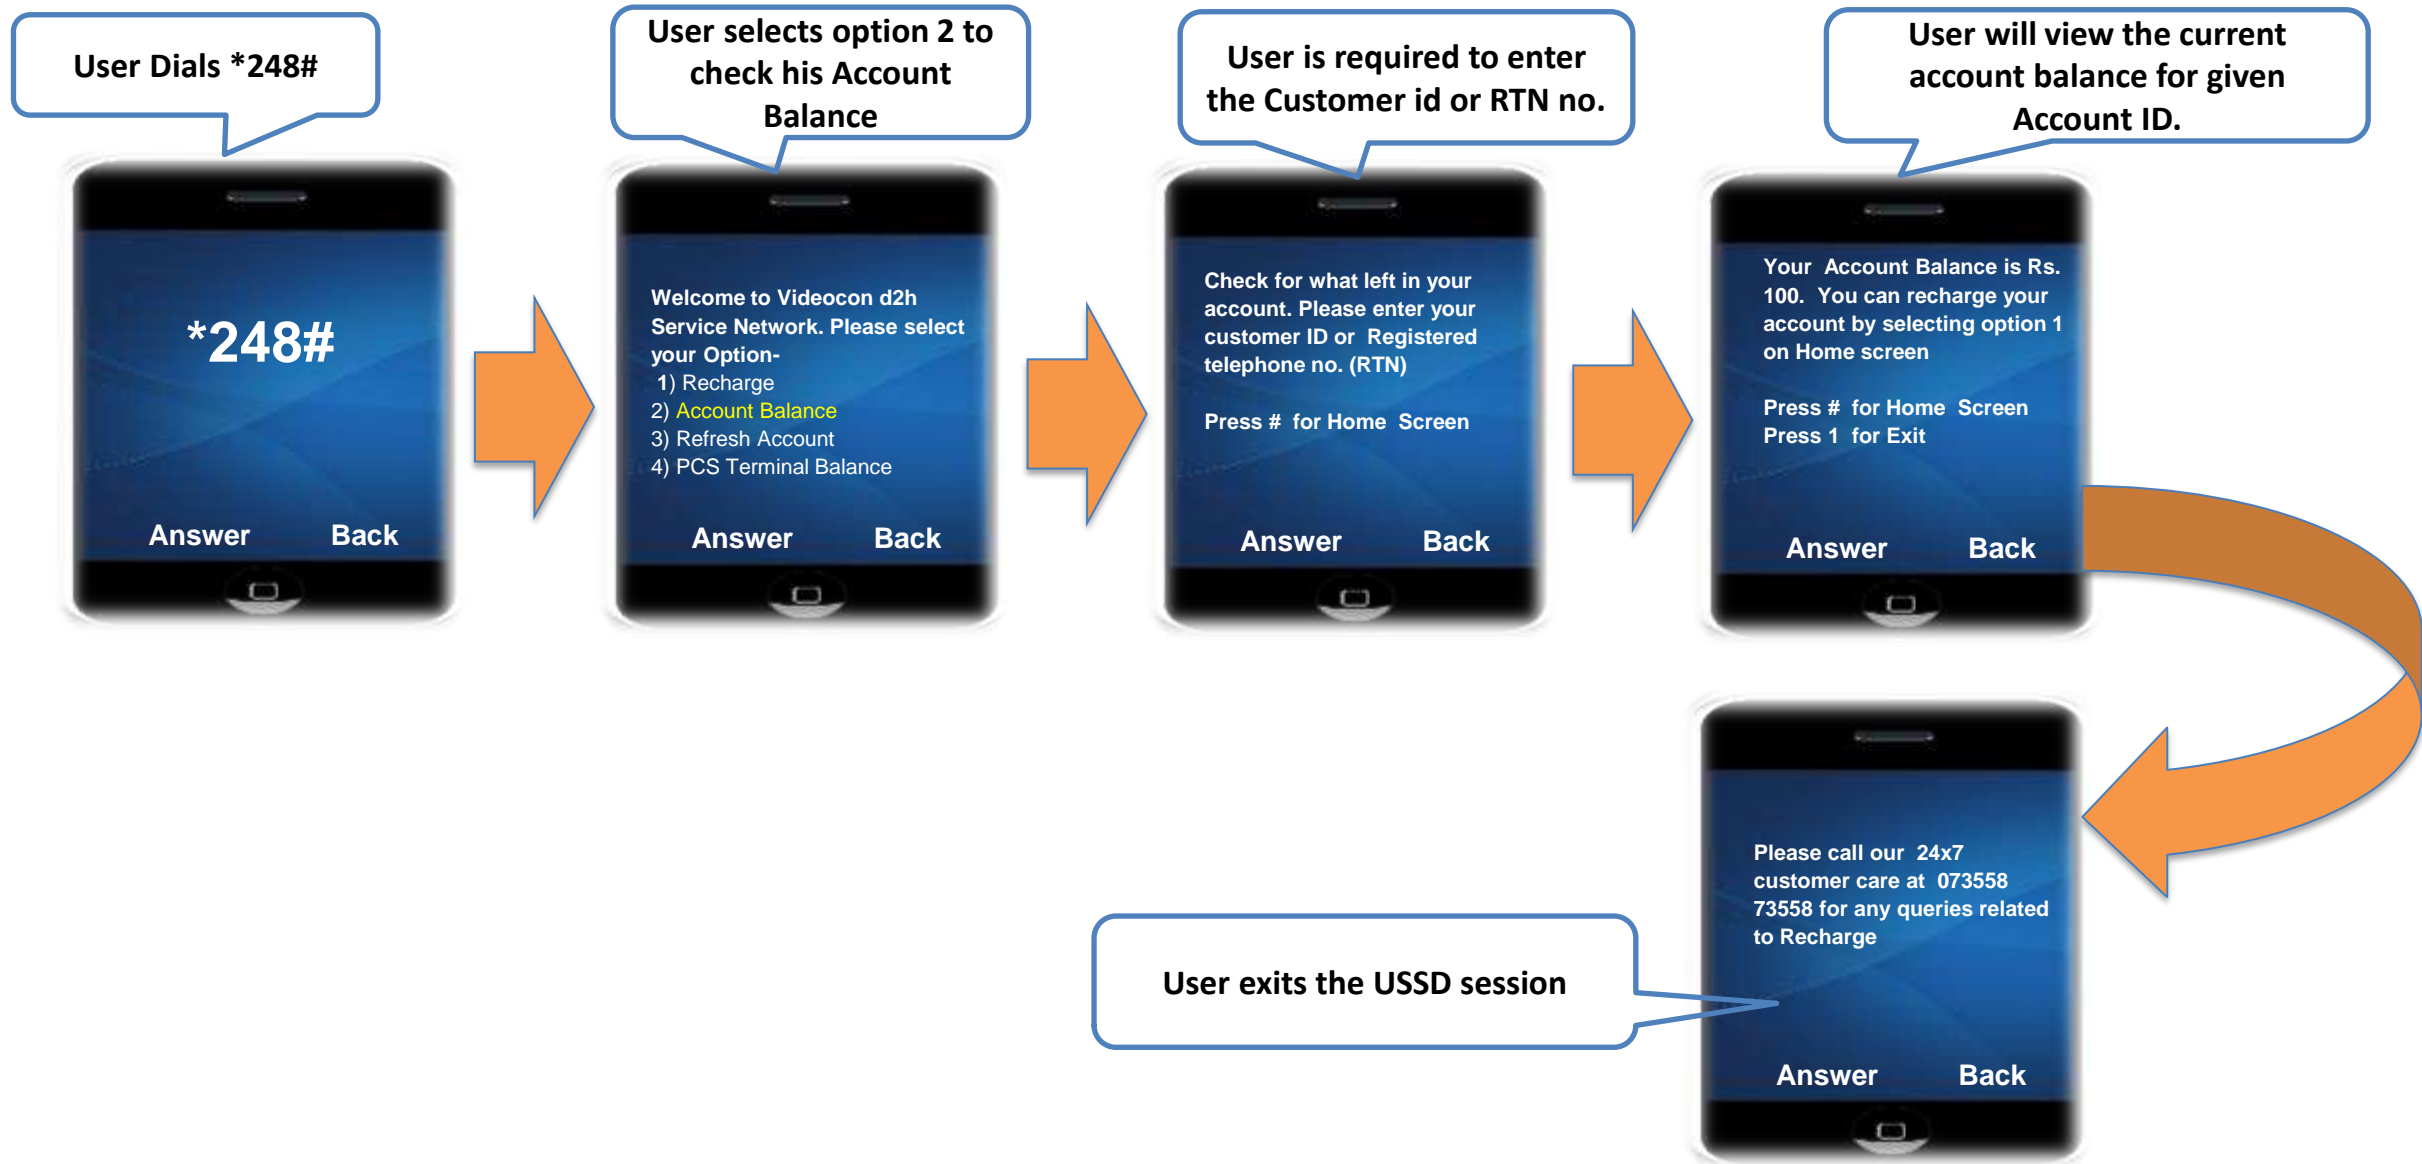 User Dials *248#
User selects option 2 to
check his Account
Balance
User is required to enter
the Customer id or RTN no.
User will view the current
account balance for given
Account ID.
*248#
Answer Back
Welcome to Videocon d2h
Service Network. Please select
your Option-
1) Recharge
2) Account Balance
3) Refresh Account
4) PCS Terminal Balance
Answer Back
Check for what left in your
account. Please enter your
customer ID or Registered
telephone no. (RTN)
Press # for Home Screen
Answer Back
Your Account Balance is Rs.
100. You can recharge your
account by selecting option 1
on Home screen
Press # for Home Screen
Press 1 for Exit
Answer Back
Please call our 24x7
customer care at 073558
73558 for any queries related
to Recharge
Answer Back
User exits the USSD session